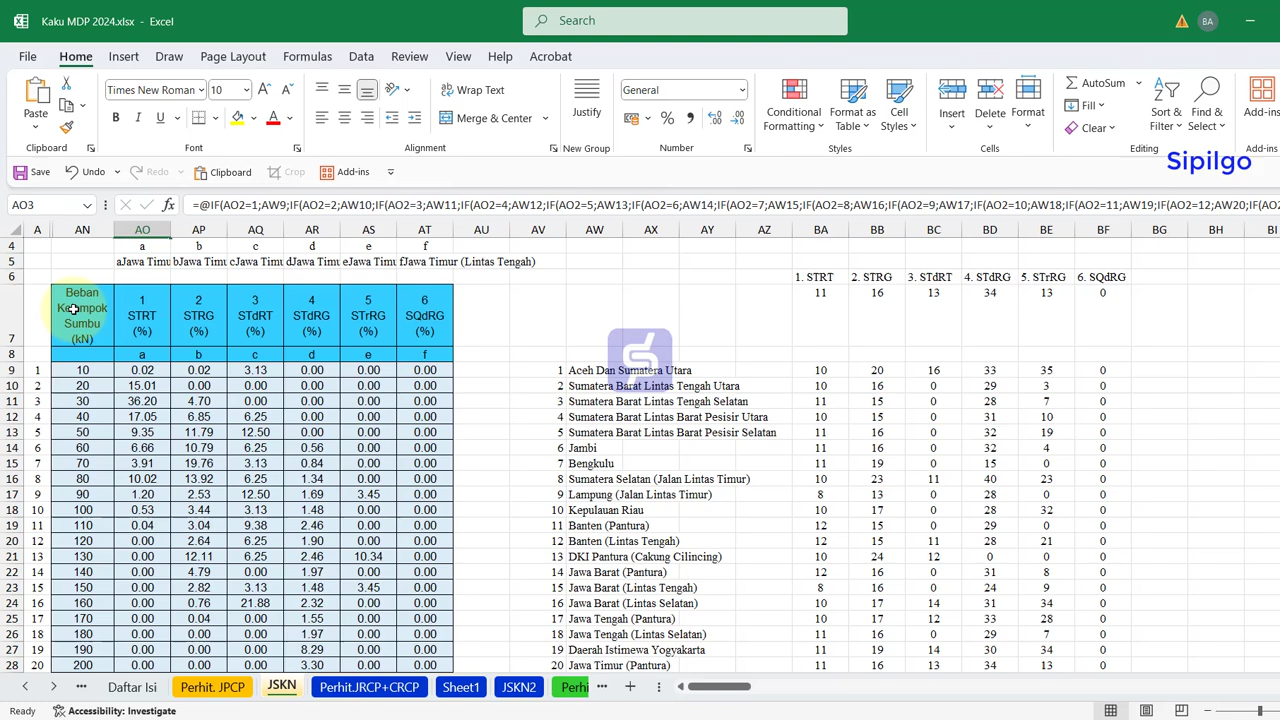 Kaku MDP 2024.xlsx - Excel
Search
BA
File Home Insert Draw Page Layout Formulas Data Review View Help Acrobat
Times New Roman 10 Wrap Text General AutoSum
Paste Justify Conditional Formatting Format as Table Cell Styles Insert Delete Format Fill Sort & Filter Find & Select Add-ins
B I U A Merge & Center % Clear
Clipboard Font Alignment New Group Number Styles Cells Editing Add-ins
Sipilgo
Save Undo Redo Clipboard Crop Add-ins
AO3 fx =@IF(AO2=1;AW9;IF(AO2=2;AW10;IF(AO2=3;AW11;IF(AO2=4;AW12;IF(AO2=5;AW13;IF(AO2=6;AW14;IF(AO2=7;AW15;IF(AO2=8;AW16;IF(AO2=9;AW17;IF(AO2=10;AW18;IF(AO2=11;AW19;IF(AO2=12;AW20;IF(
A AN AO AP AQ AR AS AT AU AV AW AX AY AZ BA BB BC BD BE BF BG BH BI
4 a b c d e f
5 aJawa Timu bJawa Timu cJawa Timu dJawa Timu eJawa Timu fJawa Timur (Lintas Tengah)
6 1. STRT 2. STRG 3. STdRT 4. STdRG 5. STrRG 6. SQdRG
11 16 13 34 13 0
7 Beban Kelompok Sumbu (kN) 1 STRT (%) 2 STRG (%) 3 STdRT (%) 4 STdRG (%) 5 STrRG (%) 6 SQdRG (%)
8 a b c d e f
9 1 10 0.02 0.02 3.13 0.00 0.00 0.00 1 Aceh Dan Sumatera Utara 10 20 16 33 35 0
10 2 20 15.01 0.00 0.00 0.00 0.00 0.00 2 Sumatera Barat Lintas Tengah Utara 10 16 0 29 3 0
11 3 30 36.20 4.70 0.00 0.00 0.00 0.00 3 Sumatera Barat Lintas Tengah Selatan 10 15 0 28 7 0
12 4 40 17.05 6.85 6.25 0.00 0.00 0.00 4 Sumatera Barat Lintas Barat Pesisir Utara 10 15 0 31 10 0
13 5 50 9.35 11.79 12.50 0.00 0.00 0.00 5 Sumatera Barat Lintas Barat Pesisir Selatan 11 16 0 32 19 0
14 6 60 6.66 10.79 6.25 0.56 0.00 0.00 6 Jambi 11 16 0 32 4 0
15 7 70 3.91 19.76 3.13 0.84 0.00 0.00 7 Bengkulu 11 19 0 15 0 0
16 8 80 10.02 13.92 6.25 1.34 0.00 0.00 8 Sumatera Selatan (Jalan Lintas Timur) 10 23 11 40 23 0
17 9 90 1.20 2.53 12.50 1.69 3.45 0.00 9 Lampung (Jalan Lintas Timur) 8 13 0 28 0 0
18 10 100 0.53 3.44 3.13 1.48 0.00 0.00 10 Kepulauan Riau 10 17 0 28 32 0
19 11 110 0.04 3.04 9.38 2.46 0.00 0.00 11 Banten (Pantura) 12 15 0 29 0 0
20 12 120 0.00 2.64 6.25 1.90 0.00 0.00 12 Banten (Lintas Tengah) 12 15 11 28 21 0
21 13 130 0.00 12.11 6.25 2.46 10.34 0.00 13 DKI Pantura (Cakung Cilincing) 10 24 12 0 0 0
22 14 140 0.00 4.79 0.00 1.97 0.00 0.00 14 Jawa Barat (Pantura) 12 16 0 31 8 0
23 15 150 0.00 2.82 3.13 1.48 3.45 0.00 15 Jawa Barat (Lintas Tengah) 8 16 0 24 9 0
24 16 160 0.00 0.76 21.88 2.32 0.00 0.00 16 Jawa Barat (Lintas Selatan) 10 17 14 31 34 0
25 17 170 0.00 0.04 0.00 1.55 0.00 0.00 17 Jawa Tengah (Pantura) 10 17 12 33 28 0
26 18 180 0.00 0.00 0.00 1.97 0.00 0.00 18 Jawa Tengah (Lintas Selatan) 11 16 0 29 7 0
27 19 190 0.00 0.00 0.00 8.29 0.00 0.00 19 Daerah Istimewa Yogyakarta 11 19 14 30 34 0
28 20 200 0.00 0.00 0.00 3.30 0.00 0.00 20 Jawa Timur (Pantura) 11 16 13 34 13 0
Daftar Isi Perhit. JPCP JSKN Perhit.JRCP+CRCP Sheet1 JSKN2 Perhi
Ready Accessibility: Investigate